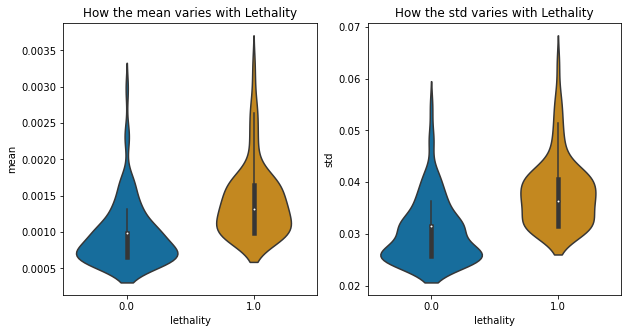 How the mean varies with Lethality
0.0035
0.0030
0.0025
0.0020
0.0015
0.0010
0.0005
mean
0.0
1.0
lethality
How the std varies with Lethality
0.07
0.06
0.05
0.04
0.03
0.02
std
0.0
1.0
lethality